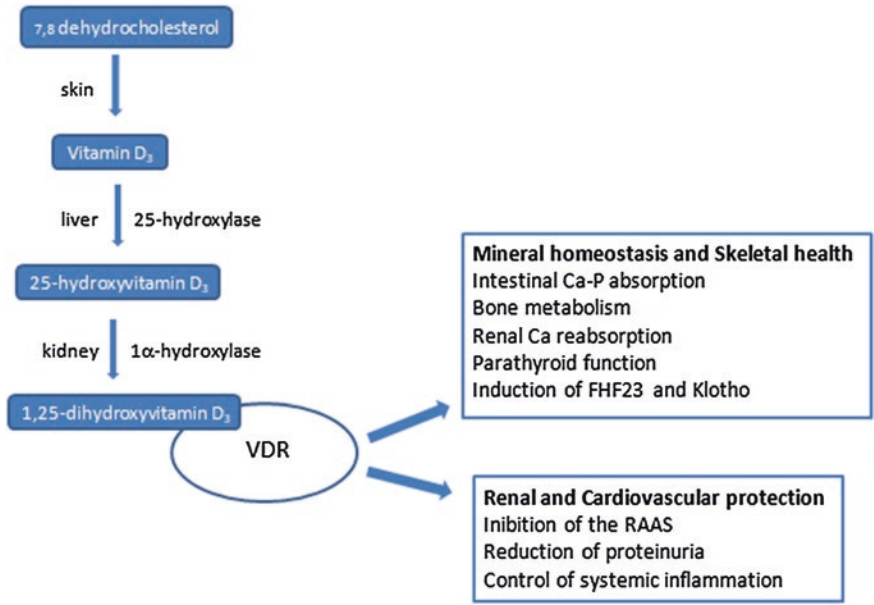 7,8 dehydrocholesterol
skin
Vitamin D₃
liver 25-hydroxylase
25-hydroxyvitamin D₃
kidney 1α-hydroxylase
1,25-dihydroxyvitamin D₃
VDR
Mineral homeostasis and Skeletal health
Intestinal Ca-P absorption
Bone metabolism
Renal Ca reabsorption
Parathyroid function
Induction of FHF23 and Klotho
Renal and Cardiovascular protection
Inibition of the RAAS
Reduction of proteinuria
Control of systemic inflammation